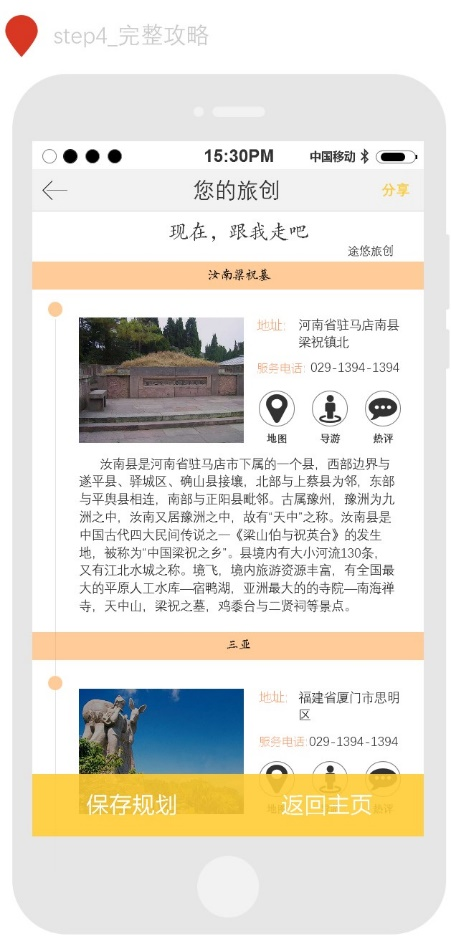 step4_完整攻略
15:30PM 中国移动
您的旅创 分享
现在，跟我走吧
途悠旅创
汝南梁祝墓
地址: 河南省驻马店南县
梁祝镇北
服务电话: 029-1394-1394
地图 导游 热评
汝南县是河南省驻马店市下属的一个县，西部边界与
遂平县、驿城区、确山县接壤，北部与上蔡县为邻，东部
与平舆县相连，南部与正阳县毗邻。古属豫州，豫洲为九
洲之中，汝南又居豫洲之中，故有“天中”之称。汝南县是
中国古代四大民间传说之一《梁山伯与祝英台》的发生
地，被称为“中国梁祝之乡”。县境内有大小河流130条，
又有江北水城之称。境飞，境内旅游资源丰富，有全国最
大的平原人工水库—宿鸭湖，亚洲最大的的寺院—南海禅
寺，天中山，梁祝之墓，鸡黍台与二贤祠等景点。
三亚
地址: 福建省厦门市思明
区
服务电话: 029-1394-1394
保存规划 返回主页